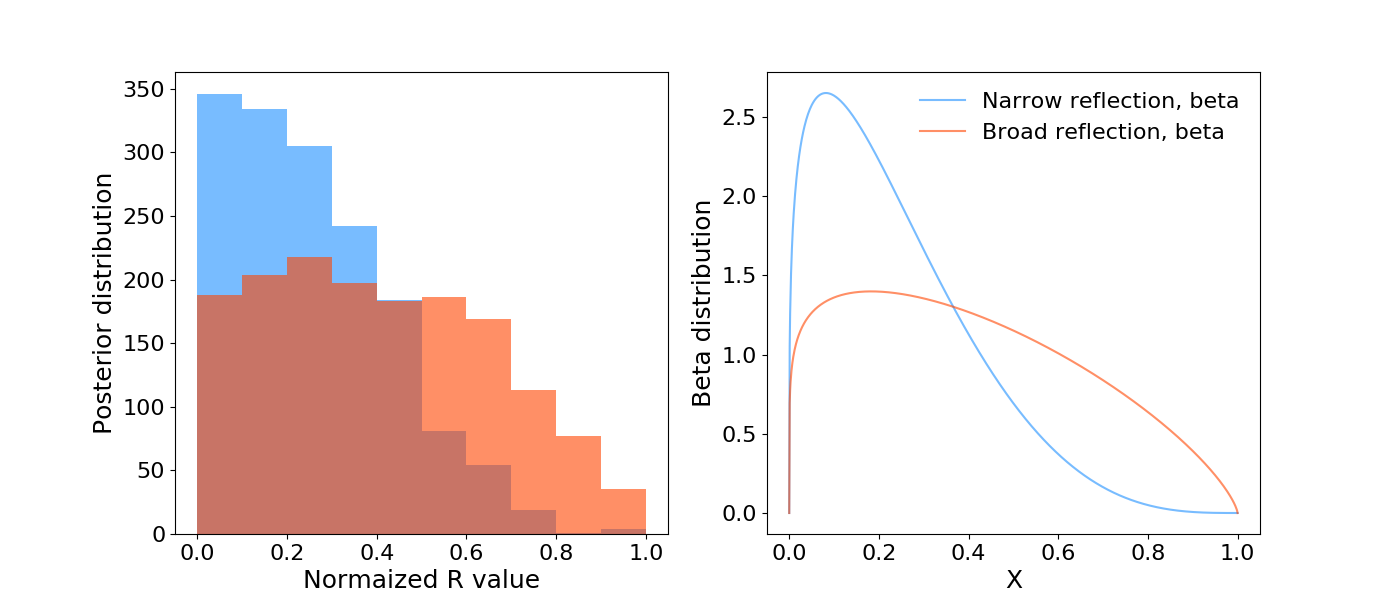 350
300
250
200
150
100
50
0
Posterior distribution
0.0 0.2 0.4 0.6 0.8 1.0
Normaized R value
Narrow reflection, beta
Broad reflection, beta
2.5
2.0
1.5
1.0
0.5
0.0
Beta distribution
0.0 0.2 0.4 0.6 0.8 1.0
X